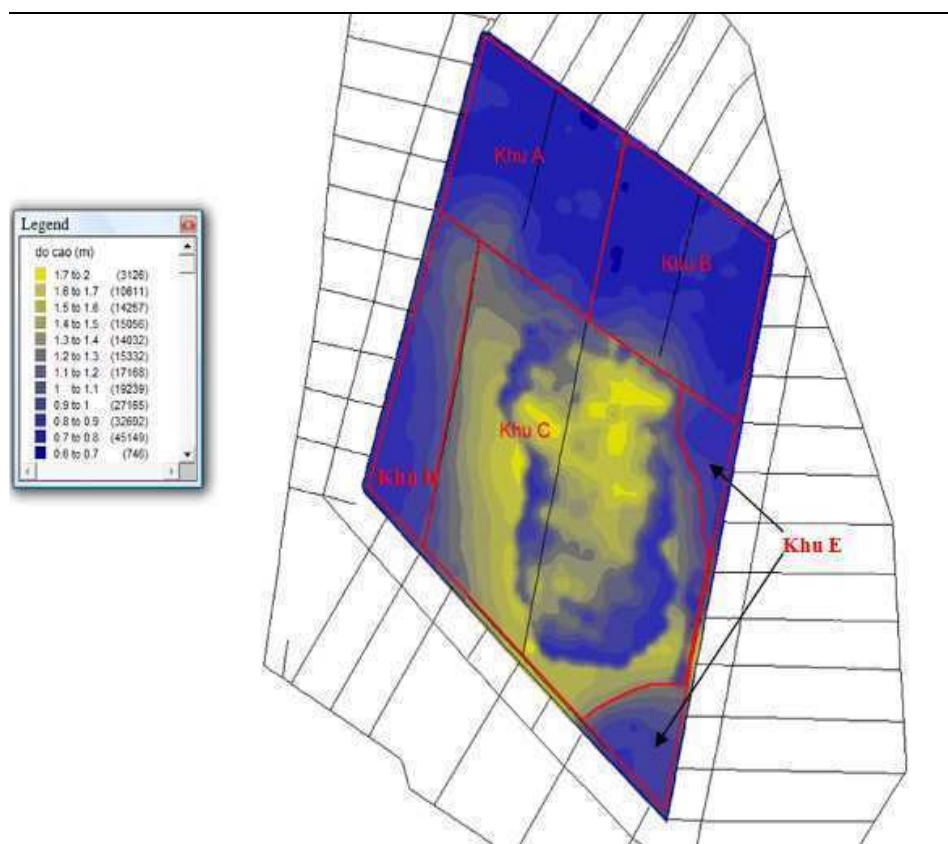 Legend
do cao (m)
1.7 to 2 (3126)
1.6 to 1.7 (10611)
1.5 to 1.6 (14257)
1.4 to 1.5 (15056)
1.3 to 1.4 (14032)
1.2 to 1.3 (15332)
1.1 to 1.2 (17168)
1 to 1.1 (19239)
0.9 to 1 (27165)
0.8 to 0.9 (32692)
0.7 to 0.8 (45149)
0.6 to 0.7 (746)
Khu A
Khu B
Khu C
Khu D
Khu E